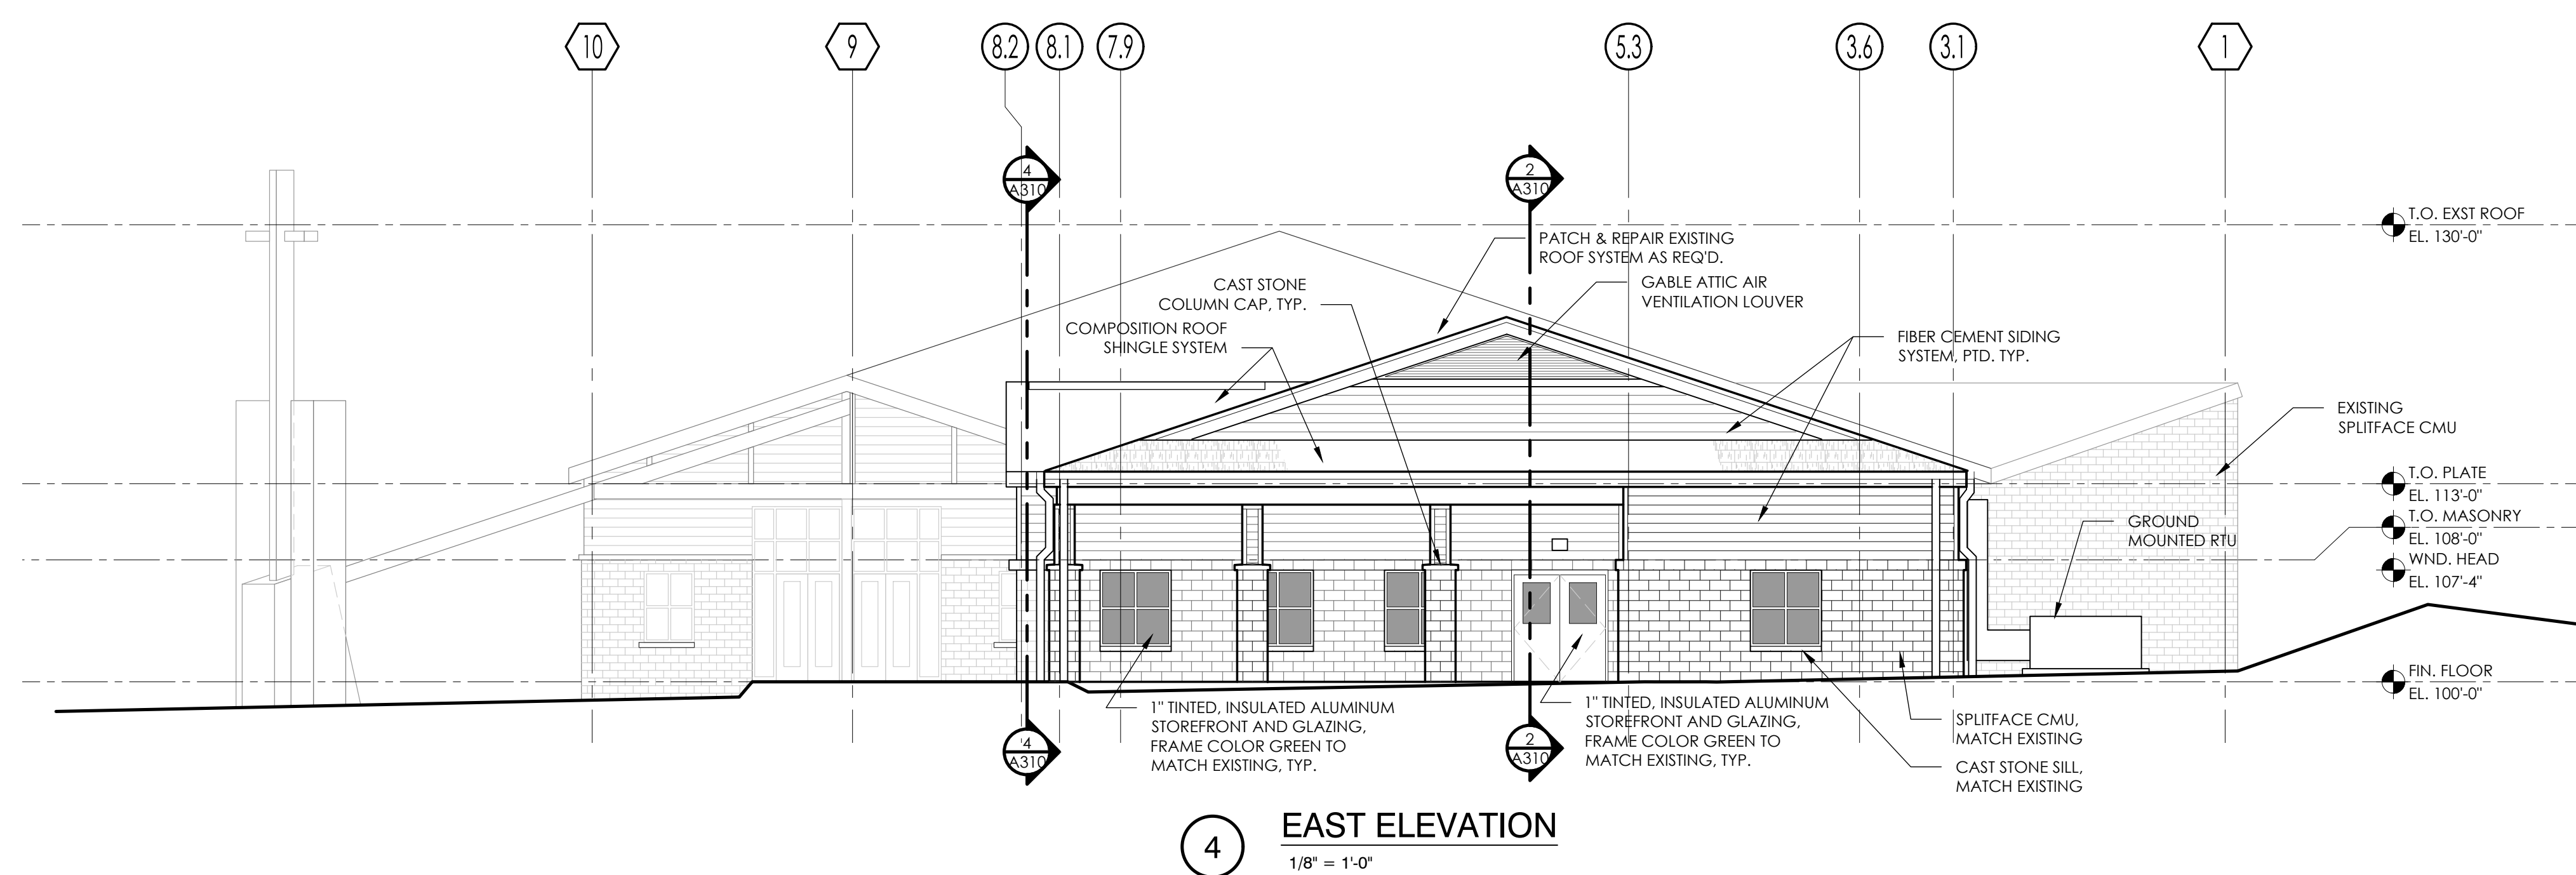 10
9
8.2
8.1
7.9
5.3
3.6
3.1
1
4
A310
2
A310
T.O. EXST ROOF
EL. 130'-0"
PATCH & REPAIR EXISTING
ROOF SYSTEM AS REQ'D.
GABLE ATTIC AIR
VENTILATION LOUVER
CAST STONE
COLUMN CAP, TYP.
COMPOSITION ROOF
SHINGLE SYSTEM
FIBER CEMENT SIDING
SYSTEM, PTD. TYP.
EXISTING
SPLITFACE CMU
T.O. PLATE
EL. 113'-0"
T.O. MASONRY
EL. 108'-0"
GROUND
MOUNTED RTU
WND. HEAD
EL. 107'-4"
FIN. FLOOR
EL. 100'-0"
1" TINTED, INSULATED ALUMINUM
STOREFRONT AND GLAZING,
FRAME COLOR GREEN TO
MATCH EXISTING, TYP.
1" TINTED, INSULATED ALUMINUM
STOREFRONT AND GLAZING,
FRAME COLOR GREEN TO
MATCH EXISTING, TYP.
SPLITFACE CMU,
MATCH EXISTING
CAST STONE SILL,
MATCH EXISTING
4
A310
2
A310
4
EAST ELEVATION
1/8" = 1'-0"